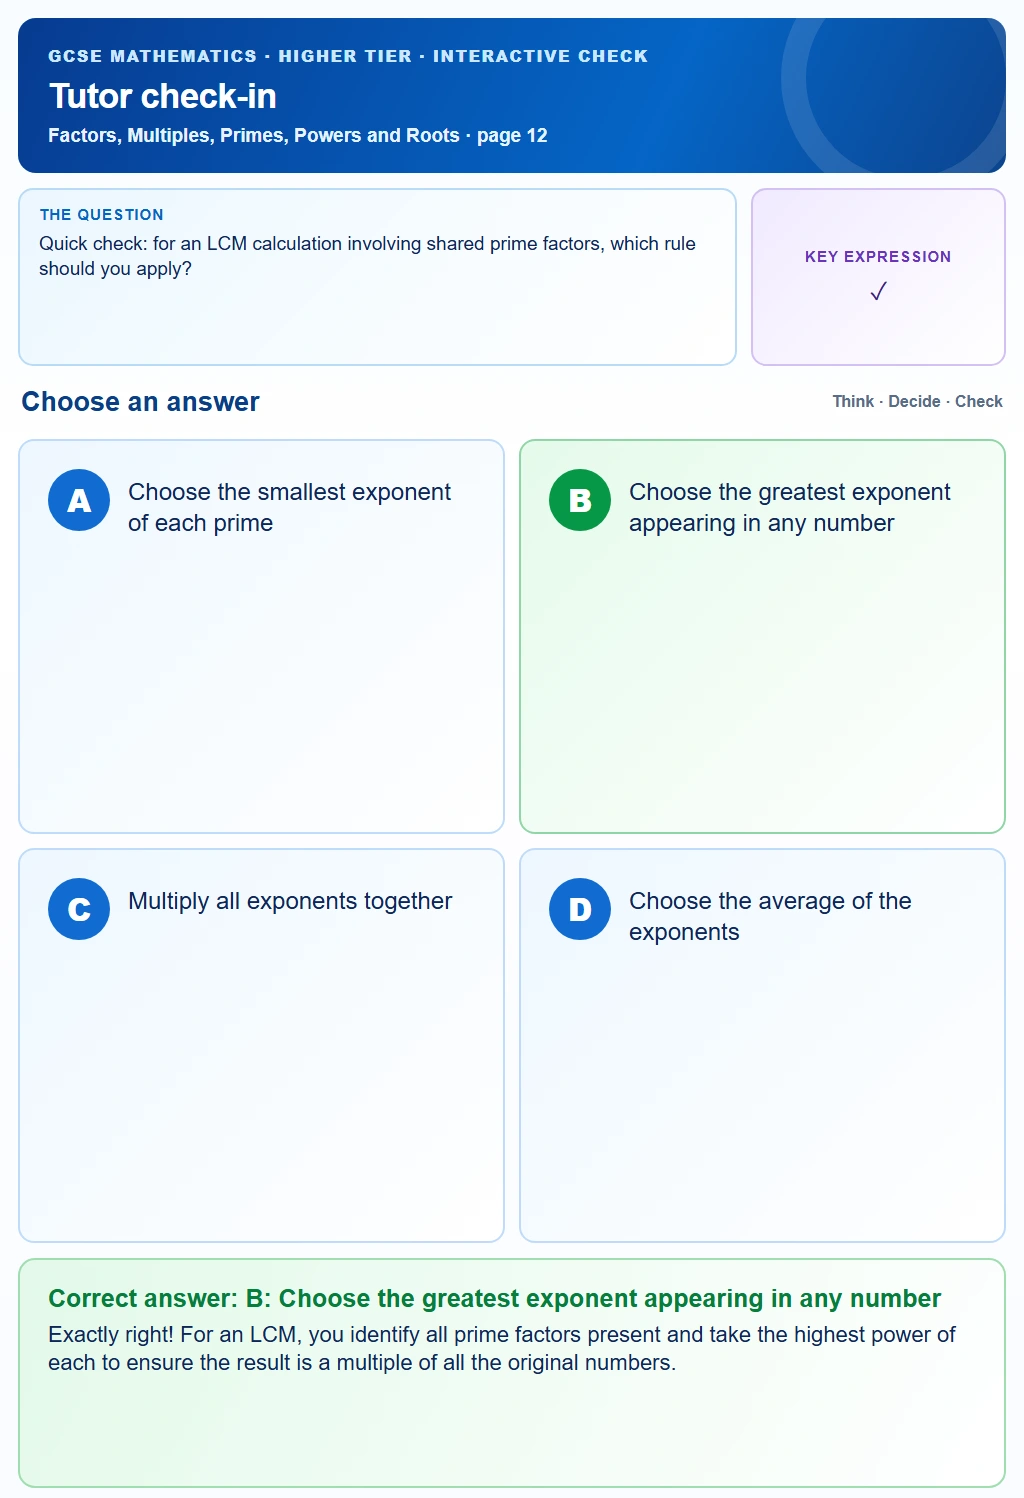 GCSE MATHEMATICS · HIGHER TIER · INTERACTIVE CHECK
Tutor check-in
Factors, Multiples, Primes, Powers and Roots · page 12
THE QUESTION
Quick check: for an LCM calculation involving shared prime factors, which rule
should you apply?
KEY EXPRESSION
✓
Choose an answer
Think · Decide · Check
A
Choose the smallest exponent
of each prime
B
Choose the greatest exponent
appearing in any number
C
Multiply all exponents together
D
Choose the average of the
exponents
Correct answer: B: Choose the greatest exponent appearing in any number
Exactly right! For an LCM, you identify all prime factors present and take the highest power of
each to ensure the result is a multiple of all the original numbers.